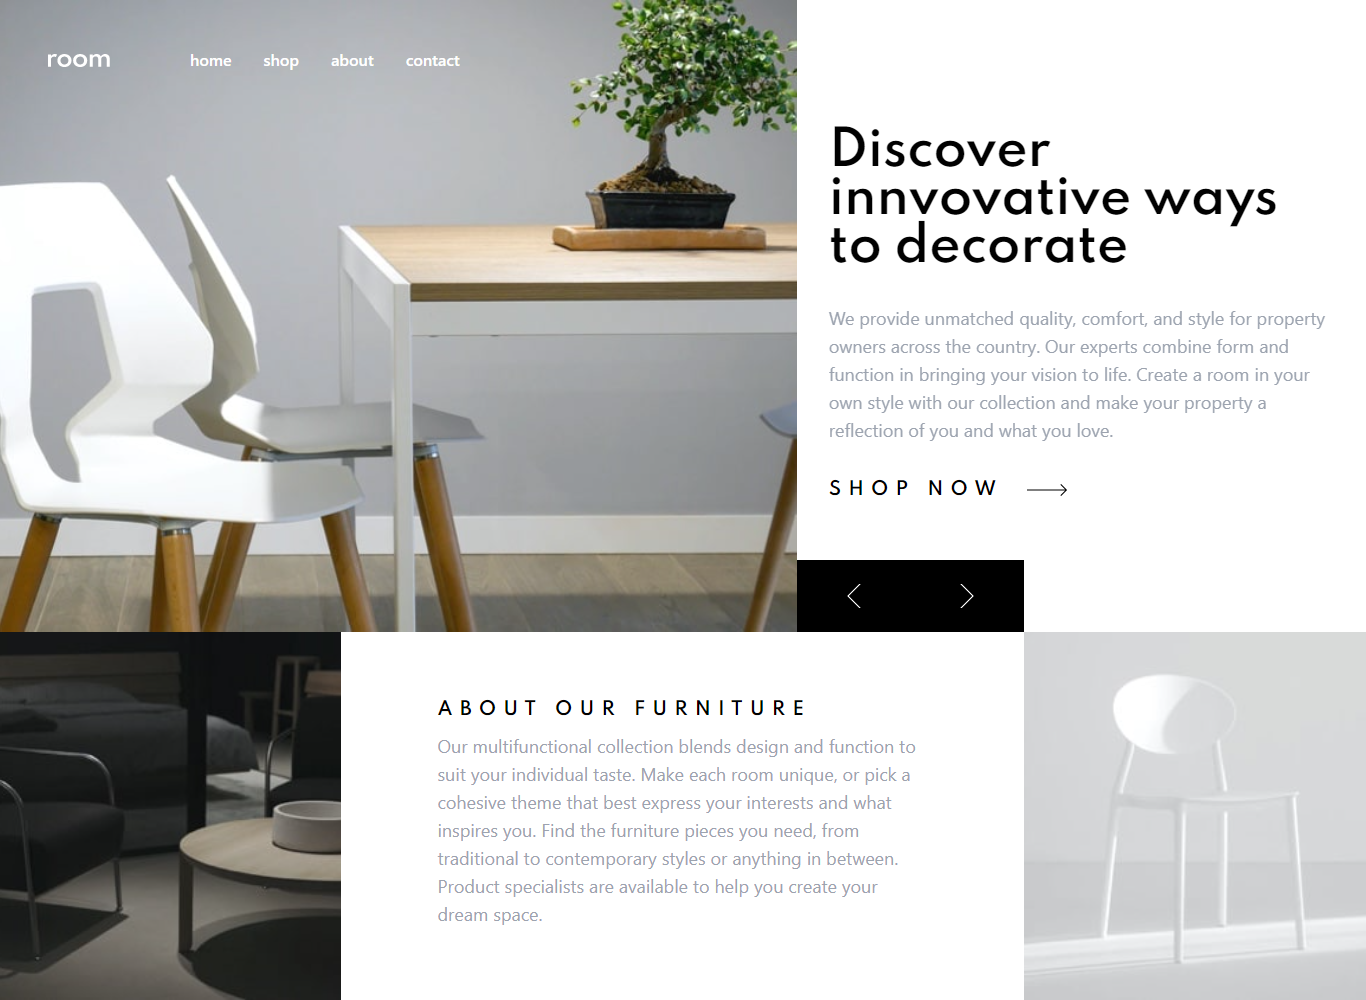 room
home shop about contact
Discover
innvovative ways
to decorate
We provide unmatched quality, comfort, and style for property
owners across the country. Our experts combine form and
function in bringing your vision to life. Create a room in your
own style with our collection and make your property a
reflection of you and what you love.
SHOP NOW
ABOUT OUR FURNITURE
Our multifunctional collection blends design and function to
suit your individual taste. Make each room unique, or pick a
cohesive theme that best express your interests and what
inspires you. Find the furniture pieces you need, from
traditional to contemporary styles or anything in between.
Product specialists are available to help you create your
dream space.